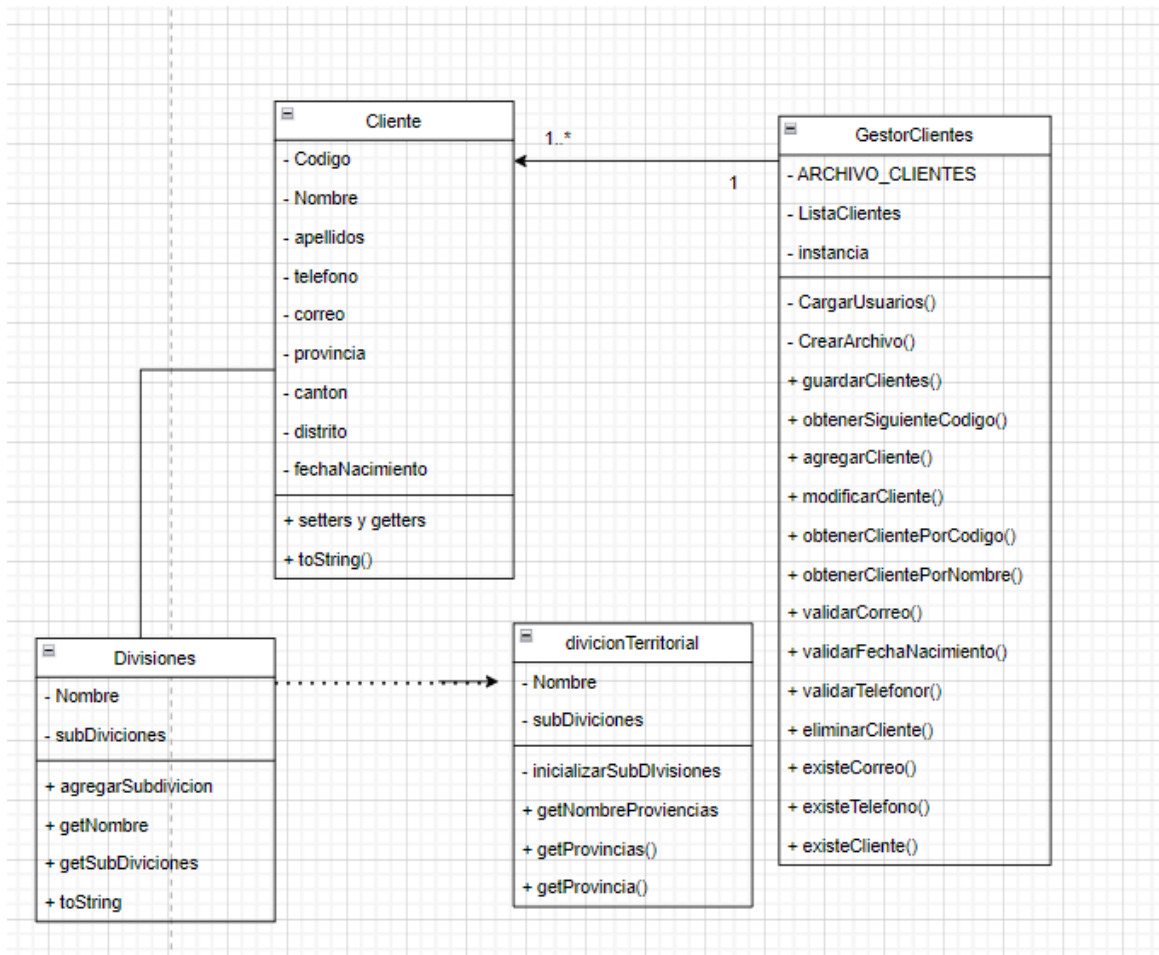 Cliente
- Codigo
- Nombre
- apellidos
- telefono
- correo
- provincia
- canton
- distrito
- fechaNacimiento
+ setters y getters
+ toString()
1..*
1
GestorClientes
- ARCHIVO_CLIENTES
- ListaClientes
- instancia
- CargarUsuarios()
- CrearArchivo()
+ guardarClientes()
+ obtenerSiguienteCodigo()
+ agregarCliente()
+ modificarCliente()
+ obtenerClientePorCodigo()
+ obtenerClientePorNombre()
+ validarCorreo()
+ validarFechaNacimiento()
+ validarTelefonor()
+ eliminarCliente()
+ existeCorreo()
+ existeTelefono()
+ existeCliente()
Divisiones
- Nombre
- subDiviciones
+ agregarSubdivicion
+ getNombre
+ getSubDiviciones
+ toString
divicionTerritorial
- Nombre
- subDiviciones
- inicializarSubDIvisiones
+ getNombreProviencias
+ getProvincias()
+ getProvincia()